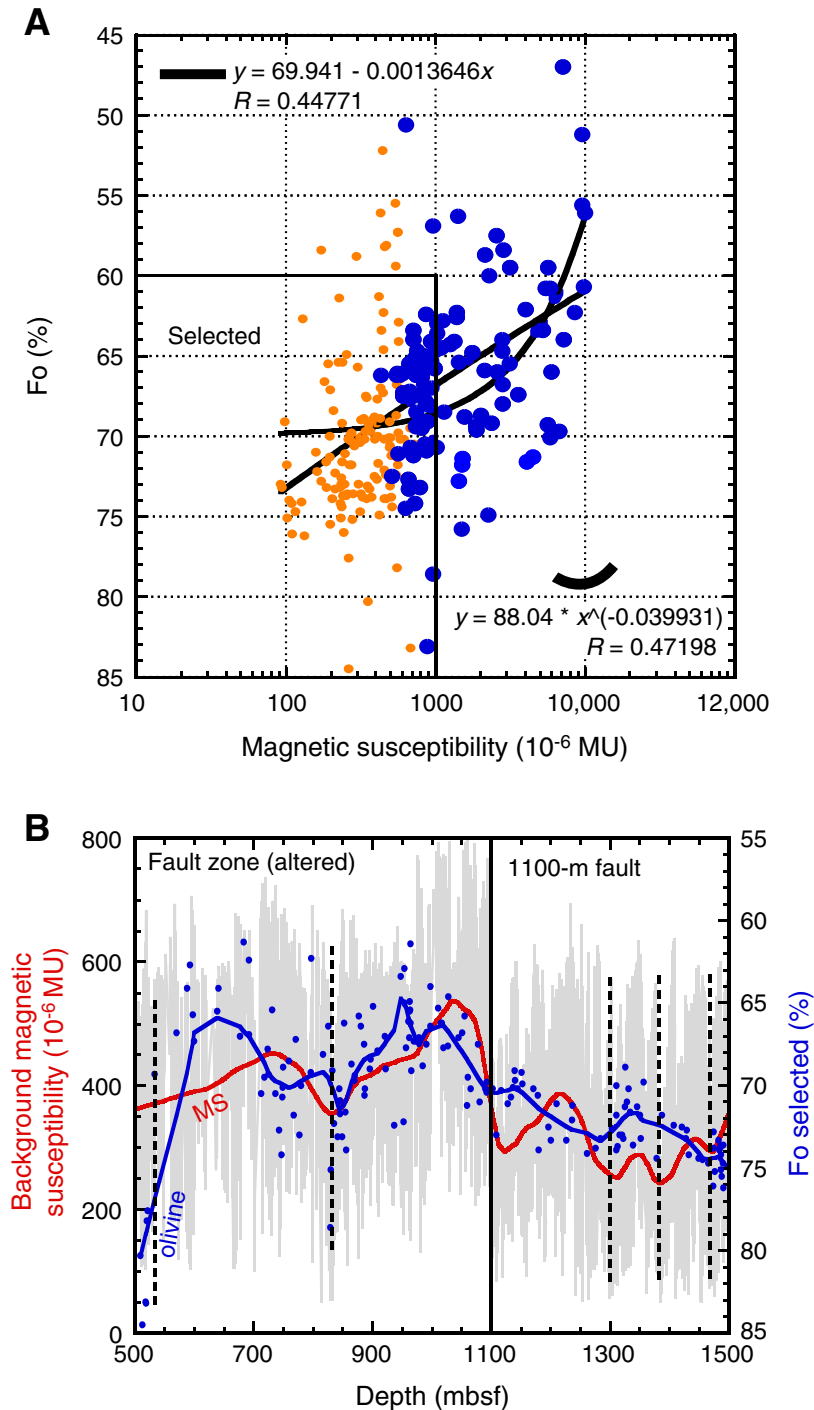 A
45
50
55
60
65
70
75
80
85
Fo (%)
y = 69.941 - 0.0013646x
R = 0.44771
Selected
y = 88.04 * x^(-0.039931)
R = 0.47198
10
100
1000
10,000
12,000
Magnetic susceptibility (10-6 MU)
B
800
600
400
200
0
Background magnetic
susceptibility (10-6 MU)
Fault zone (altered)
1100-m fault
MS
olivine
55
60
65
70
75
80
85
Fo selected (%)
500
700
900
1100
1300
1500
Depth (mbsf)